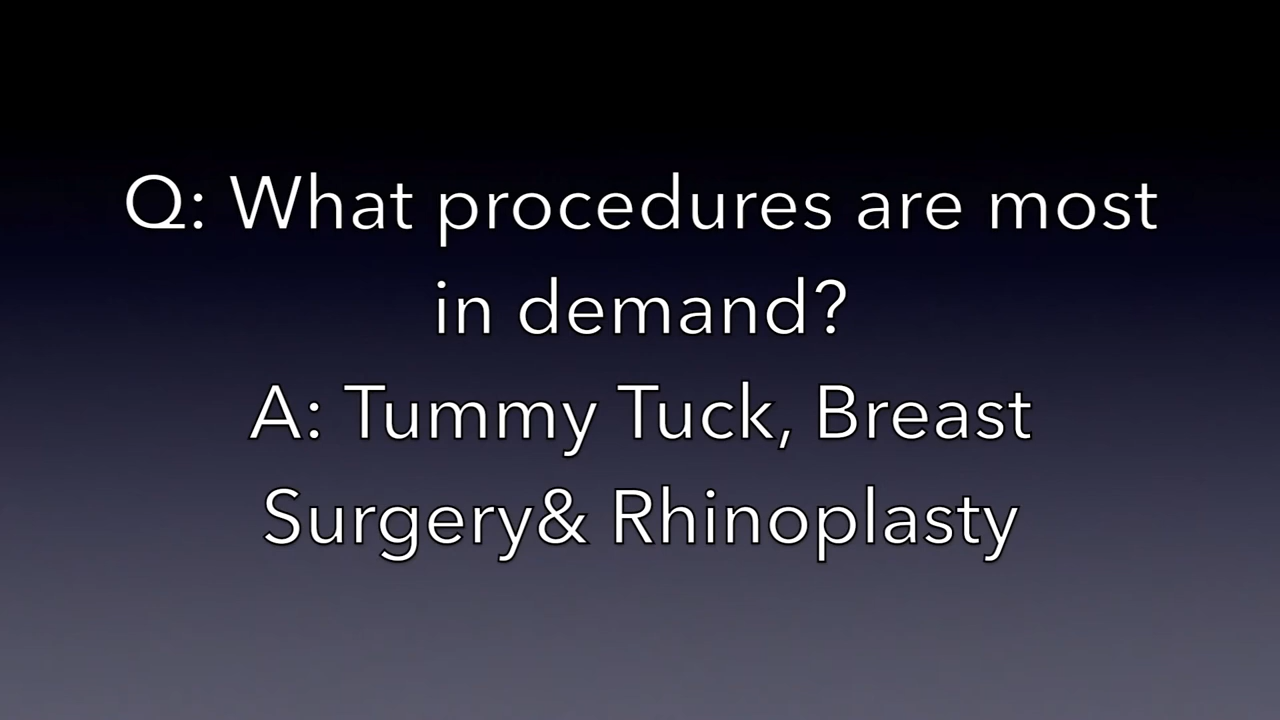 Q: What procedures are most
in demand?
A: Tummy Tuck, Breast
Surgery& Rhinoplasty